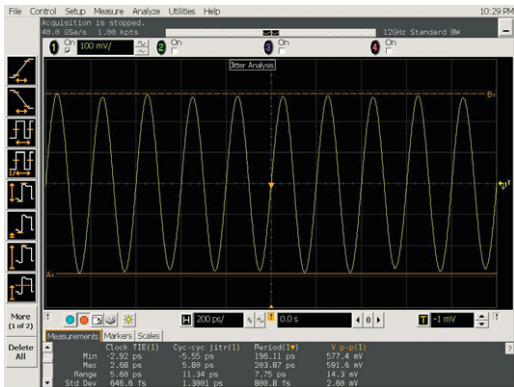 File Control Setup Measure Analyze Utilities Help 10:29 PM
Acquisition is stopped.
40.0 GSa/s 1.00 kpts 12GHz Standard BW
1 On 100 mV/ 2 On 3 On 4 On
Jitter Analysis
By
Ay
More
(1 of 2)
Delete
All
H 200 ps/ 0.0 s 0 T -1 mV
Measurements Markers Scales
Clock TIE(1) Cyc-cyc jitr(1) Period(1▼) V p-p(1)
Min -2.92 ps -5.55 ps 196.11 ps 577.4 mV
Max 2.68 ps 5.80 ps 203.87 ps 591.6 mV
Range 5.60 ps 11.34 ps 7.75 ps 14.3 mV
Std Dev 646.6 fs 1.3001 ps 800.8 fs 2.60 mV